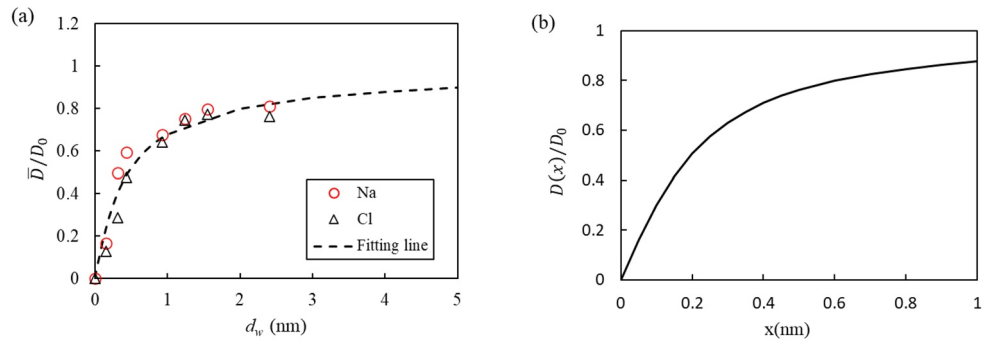 (a)
1.2
1
0.8
0.6
0.4
0.2
0
D̅/D₀
0 1 2 3 4 5
d_w (nm)
Na
Cl
Fitting line
(b)
1
0.8
0.6
0.4
0.2
0
D(x)/D₀
0 0.2 0.4 0.6 0.8 1
x(nm)